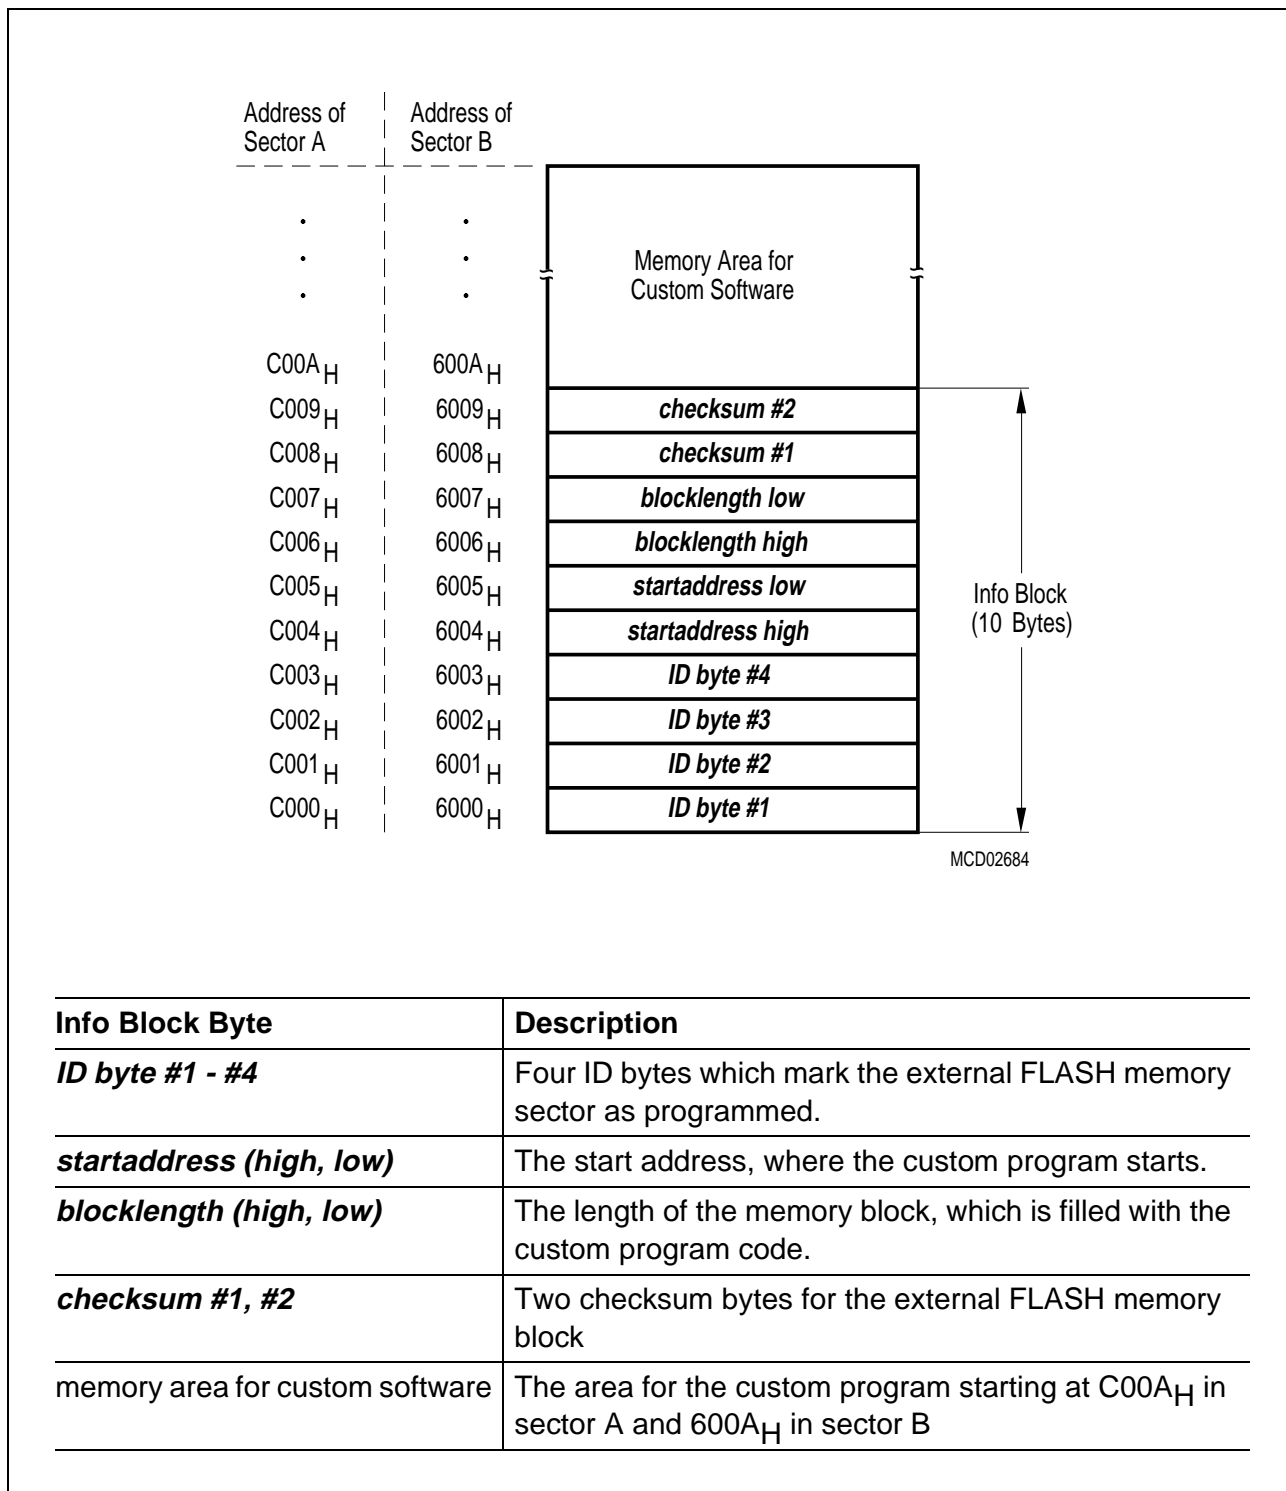 Address of Sector A
Address of Sector B
.
.
.
.
.
.
Memory Area for
Custom Software
C00AH 600AH
C009H 6009H checksum #2
C008H 6008H checksum #1
C007H 6007H blocklength low
C006H 6006H blocklength high
C005H 6005H startaddress low
C004H 6004H startaddress high
C003H 6003H ID byte #4
C002H 6002H ID byte #3
C001H 6001H ID byte #2
C000H 6000H ID byte #1
Info Block
(10 Bytes)
MCD02684
Info Block Byte Description
ID byte #1 - #4 Four ID bytes which mark the external FLASH memory
sector as programmed.
startaddress (high, low) The start address, where the custom program starts.
blocklength (high, low) The length of the memory block, which is filled with the
custom program code.
checksum #1, #2 Two checksum bytes for the external FLASH memory
block
memory area for custom software The area for the custom program starting at C00AH in
sector A and 600AH in sector B